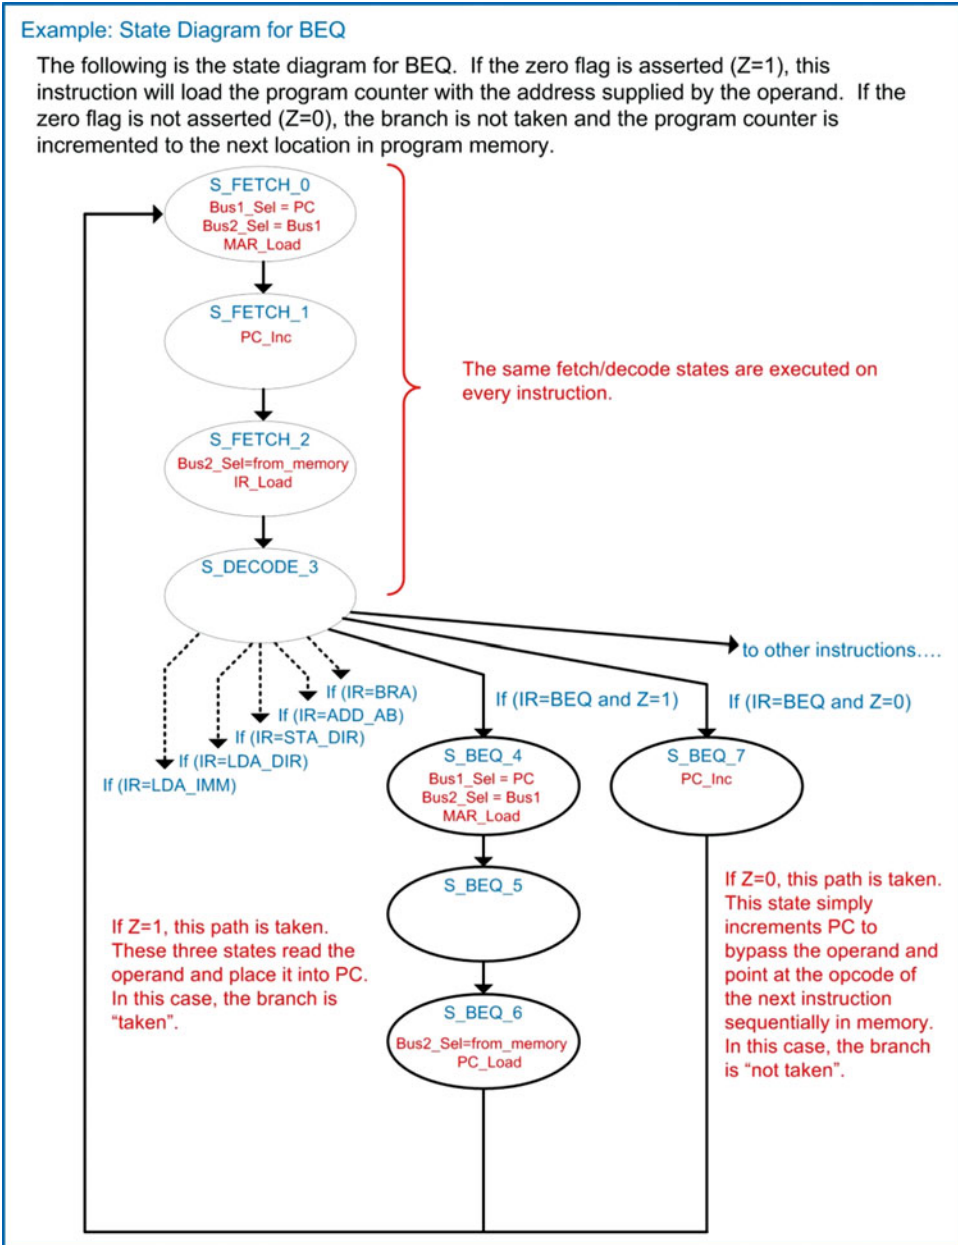 Example: State Diagram for BEQ
The following is the state diagram for BEQ. If the zero flag is asserted (Z=1), this
instruction will load the program counter with the address supplied by the operand. If the
zero flag is not asserted (Z=0), the branch is not taken and the program counter is
incremented to the next location in program memory.
S_FETCH_0
Bus1_Sel = PC
Bus2_Sel = Bus1
MAR_Load
S_FETCH_1
PC_Inc
The same fetch/decode states are executed on
every instruction.
S_FETCH_2
Bus2_Sel=from_memory
IR_Load
S_DECODE_3
to other instructions….
If (IR=BRA)
If (IR=ADD_AB)
If (IR=STA_DIR)
If (IR=LDA_DIR)
If (IR=LDA_IMM)
If (IR=BEQ and Z=1)
If (IR=BEQ and Z=0)
S_BEQ_4
Bus1_Sel = PC
Bus2_Sel = Bus1
MAR_Load
S_BEQ_7
PC_Inc
S_BEQ_5
If Z=1, this path is taken.
These three states read the
operand and place it into PC.
In this case, the branch is
“taken”.
If Z=0, this path is taken.
This state simply
increments PC to
bypass the operand and
point at the opcode of
the next instruction
sequentially in memory.
In this case, the branch
is “not taken”.
S_BEQ_6
Bus2_Sel=from_memory
PC_Load